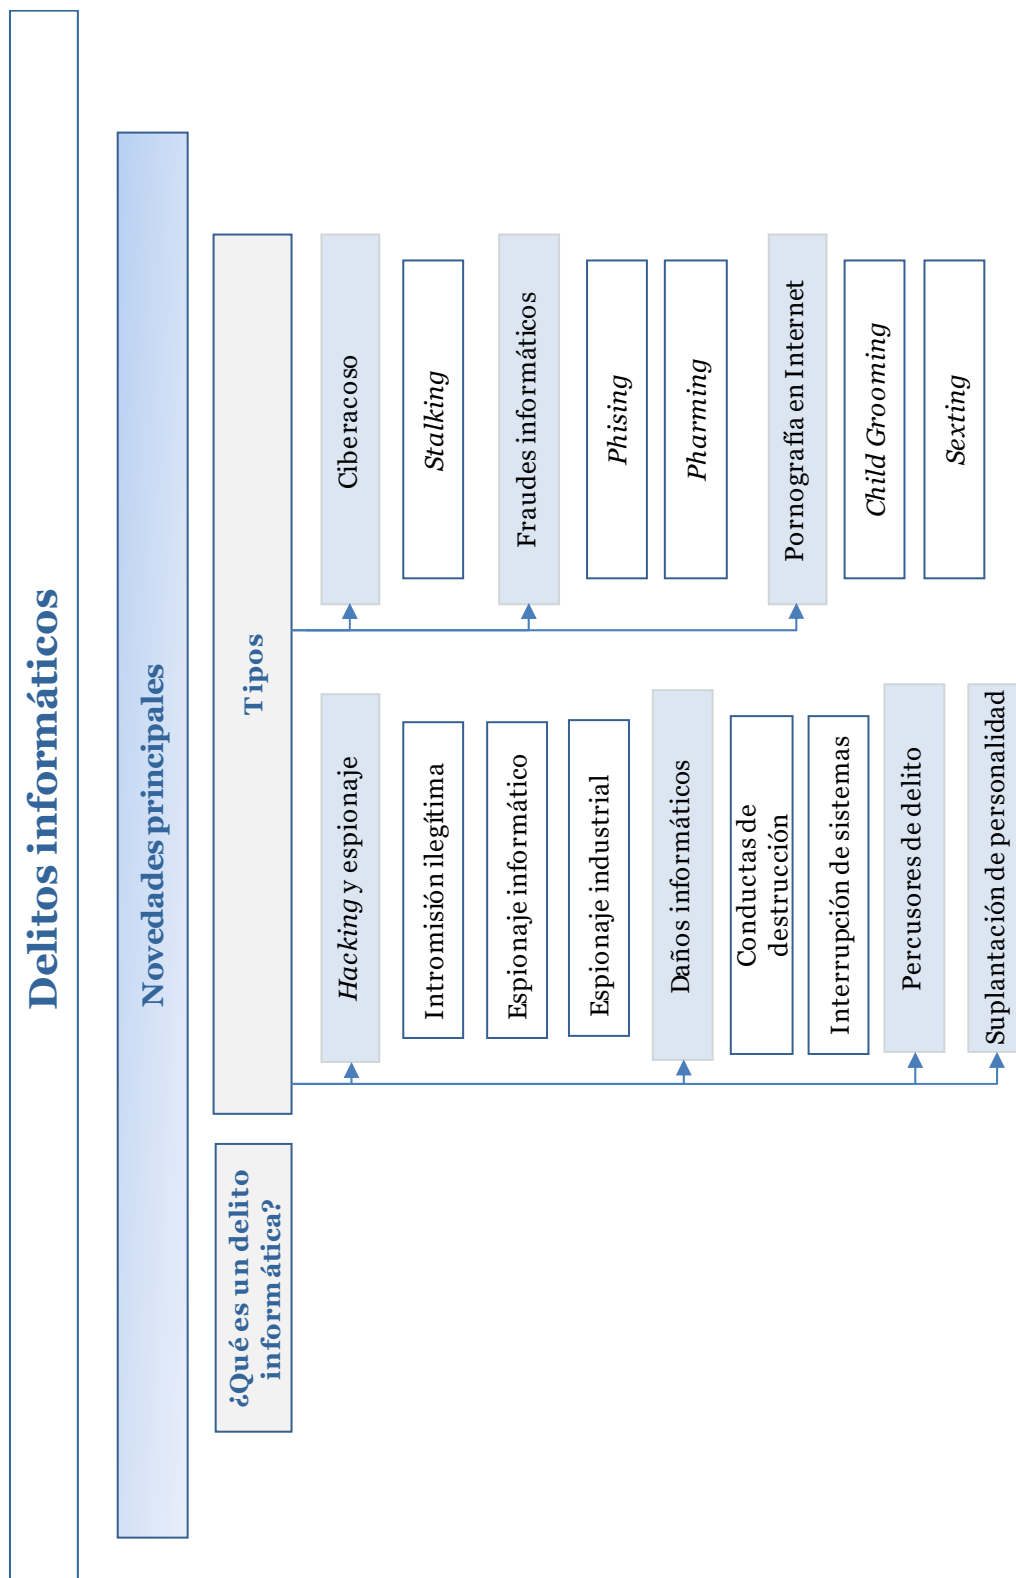 Delitos informáticos
Novedades principales
¿Qué es un delito
informática?
Tipos
Hacking y espionaje
Intromisión ilegítima
Espionaje informático
Espionaje industrial
Daños informáticos
Conductas de
destrucción
Interrupción de sistemas
Percusores de delito
Suplantación de personalidad
Ciberacoso
Stalking
Fraudes informáticos
Phising
Pharming
Pornografía en Internet
Child Grooming
Sexting